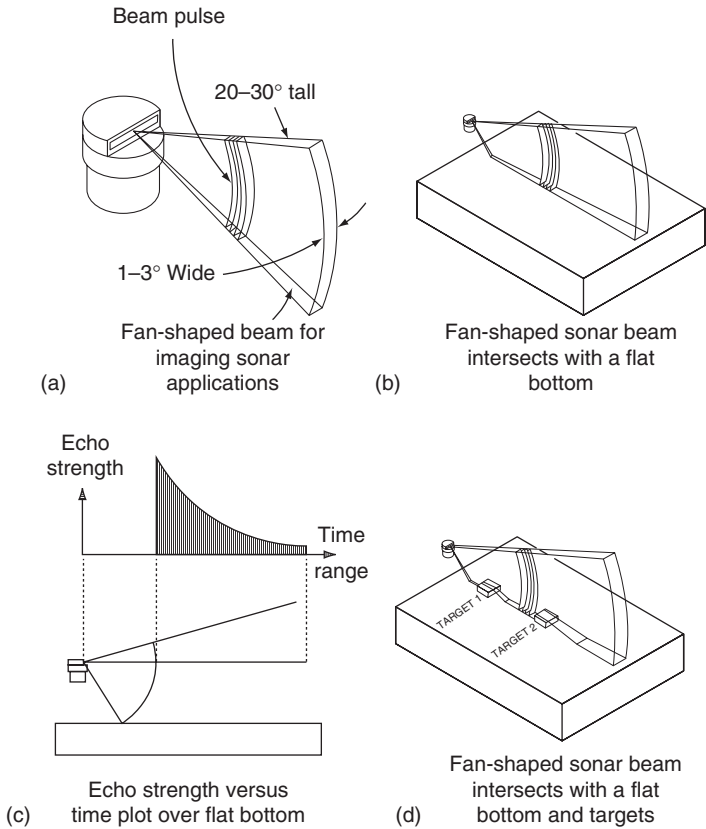 Beam pulse
20–30° tall
1–3° Wide
Fan-shaped beam for
imaging sonar
applications
(a)
Fan-shaped sonar beam
intersects with a flat
bottom
(b)
Echo
strength
Time
range
Echo strength versus
time plot over flat bottom
(c)
TARGET 1
TARGET 2
Fan-shaped sonar beam
intersects with a flat
bottom and targets
(d)